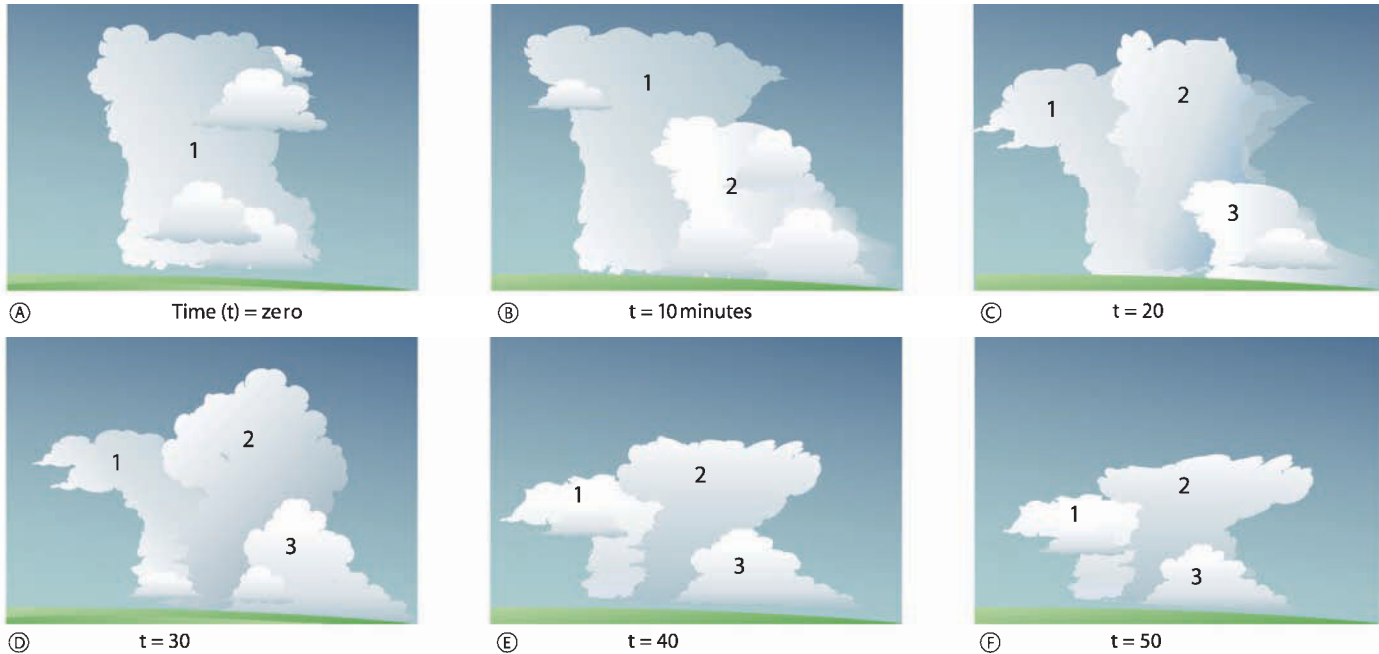 1
Ⓐ Time (t) = zero
1
2
Ⓑ t = 10 minutes
1
2
3
Ⓒ t = 20
1
2
3
Ⓓ t = 30
1
2
3
Ⓔ t = 40
1
2
3
Ⓕ t = 50